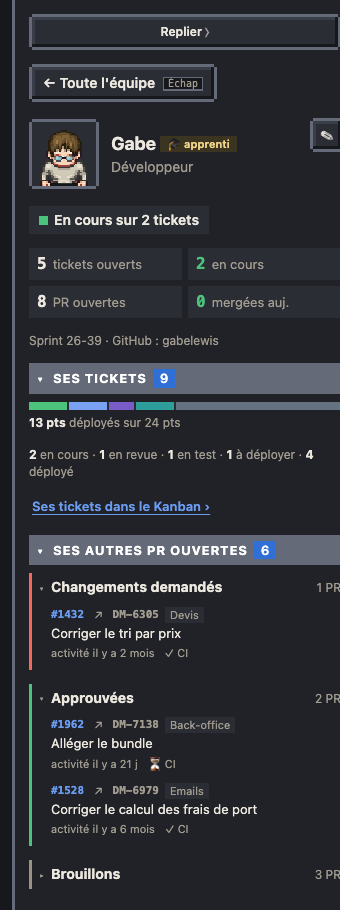 Replier ›
← Toute l'équipe Échap
Gabe 🎓 apprenti
✎
Développeur
En cours sur 2 tickets
5 tickets ouverts
2 en cours
8 PR ouvertes
0 mergées auj.
Sprint 26-39 · GitHub : gabelewis
▾ SES TICKETS 9
13 pts déployés sur 24 pts
2 en cours · 1 en revue · 1 en test · 1 à déployer · 4
déployé
Ses tickets dans le Kanban ›
▾ SES AUTRES PR OUVERTES 6
▾ Changements demandés 1 PR
#1432 ↗ DM-6305 Devis
Corriger le tri par prix
activité il y a 2 mois ✓ CI
▾ Approuvées 2 PR
#1962 ↗ DM-7138 Back-office
Alléger le bundle
activité il y a 21 j ⏳ CI
#1528 ↗ DM-6979 Emails
Corriger le calcul des frais de port
activité il y a 6 mois ✓ CI
▸ Brouillons 3 PR